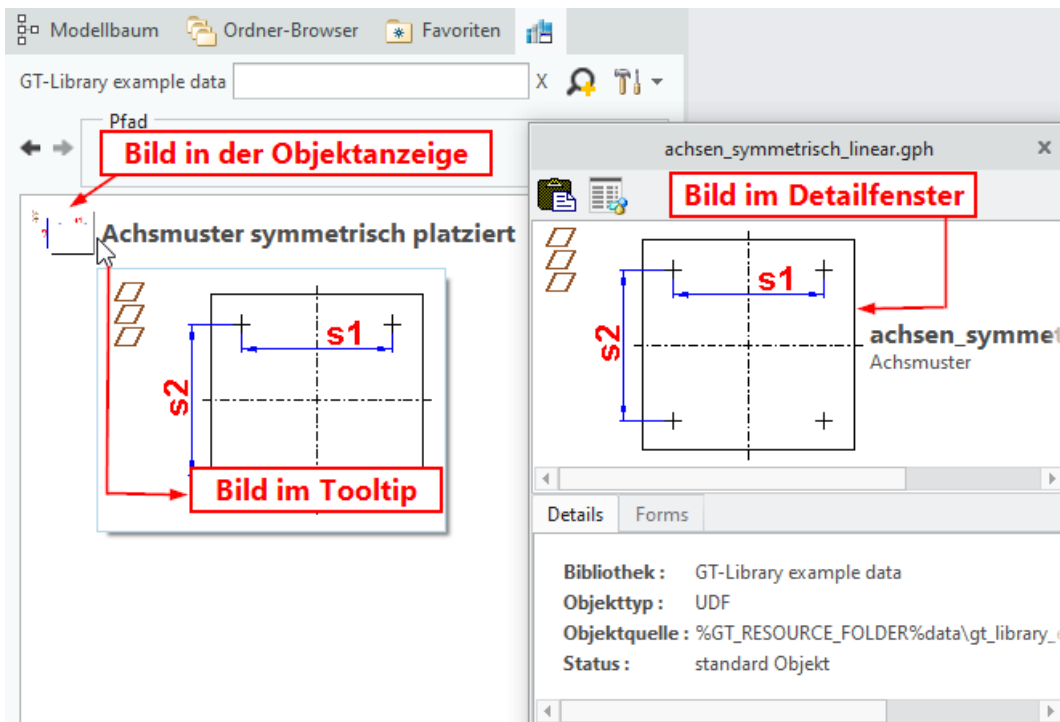 Modellbaum Ordner-Browser Favoriten
GT-Library example data X
Pfad
Bild in der Objektanzeige
Achsmuster symmetrisch platziert
s1
s2
Bild im Tooltip
achsen_symmetrisch_linear.gph x
Bild im Detailfenster
s1
s2
achsen_symmet
Achsmuster
Details Forms
Bibliothek : GT-Library example data
Objekttyp : UDF
Objektquelle : %GT_RESOURCE_FOLDER%data\gt_library_
Status : standard Objekt